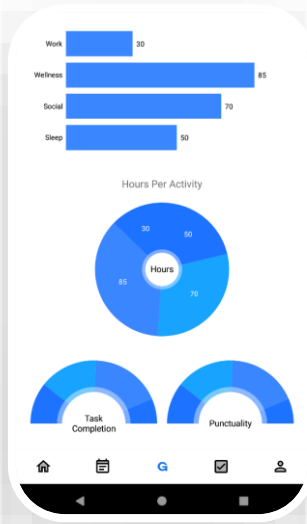 Work 30
Wellness 85
Social 70
Sleep 50
Hours Per Activity
30
50
Hours
85
70
Task
Completion
Punctuality
G